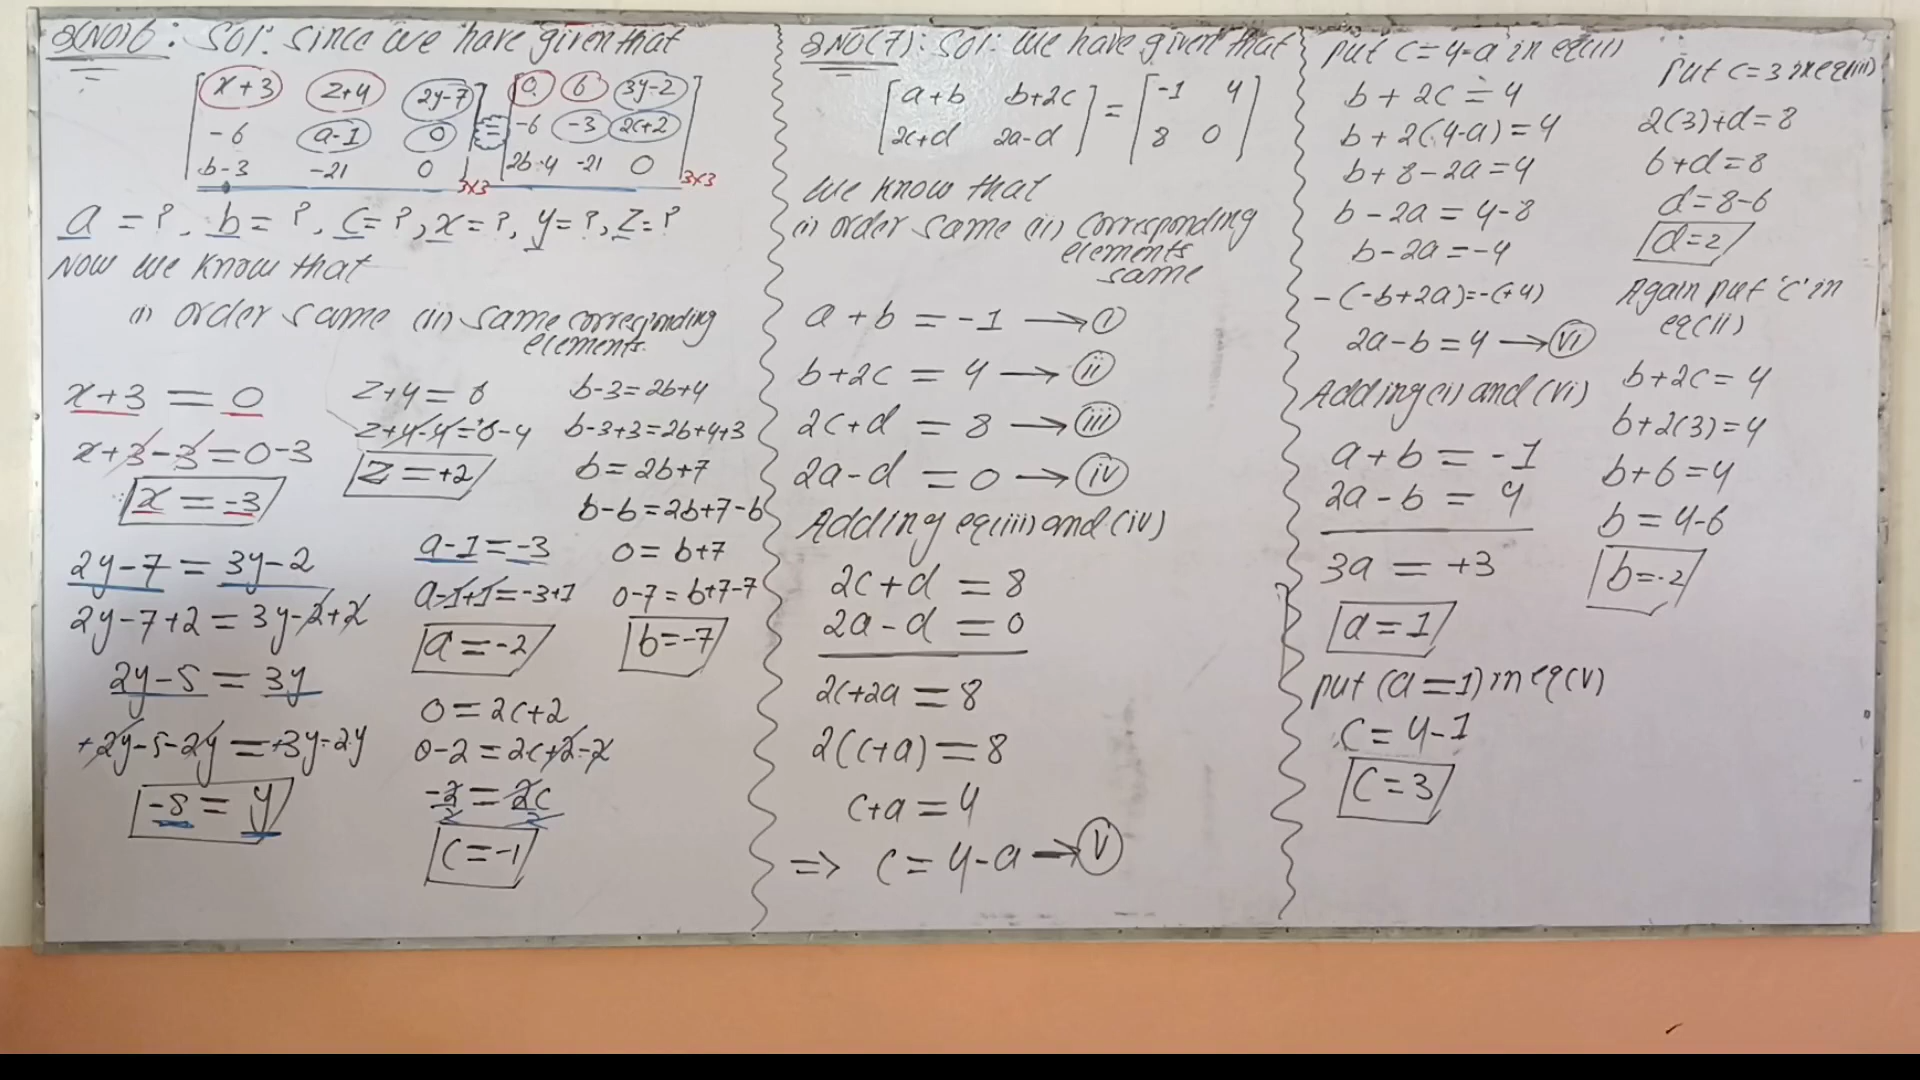 Q(NO)6: Sol: Since we have given that
[x+3 z+4 2y-7] = [0 6 3y-2]
[-6 a-1 0] [-6 -3 2c+2]
[b-3 -21 0]3×3 [2b+4 -21 0]3×3
a = ?, b = ?, c = ?, x = ?, y = ?, z = ?
Now we know that
(i) order same (ii) same corresponding elements.
x+3 = 0
x+3-3 = 0-3
x = -3
2y-7 = 3y-2
2y-7+2 = 3y-2+2
2y-5 = 3y
+2y-5-2y = +3y-2y
-5 = y
z+4 = 6
z+4-4 = 6-4
z = +2
a-1 = -3
a-1+1 = -3+1
a = -2
0 = 2c+2
0-2 = 2c+2-2
-2/2 = 2c/2
c = -1
b-3 = 2b+4
b-3+3 = 2b+4+3
b = 2b+7
b-b = 2b+7-b
0 = b+7
0-7 = b+7-7
b = -7
Q NO(7): Sol: We have given that
[a+b b+2c] = [-1 4]
[2c+d 2a-d] [8 0]
We know that
(i) order same (ii) corresponding
elements
same
a+b = -1 → (i)
b+2c = 4 → (ii)
2c+d = 8 → (iii)
2a-d = 0 → (iv)
Adding eq(iii) and (iv)
2c+d = 8
2a-d = 0
2c+2a = 8
2(c+a) = 8
c+a = 4
=> c = 4-a → (V)
put c = 4-a in eq(ii)
b+2c = 4
b+2(4-a) = 4
b+8-2a = 4
b-2a = 4-8
b-2a = -4
-(-b+2a) = -(+4)
2a-b = 4 → (vi)
Adding (i) and (vi)
a+b = -1
2a-b = 4
3a = +3
a = 1
put (a=1) in eq(v)
c = 4-1
c = 3
Put c = 3 in eq(iii)
2(3)+d = 8
6+d = 8
d = 8-6
d = 2
Again put 'c' in
eq(ii)
b+2c = 4
b+2(3) = 4
b+6 = 4
b = 4-6
b = -2